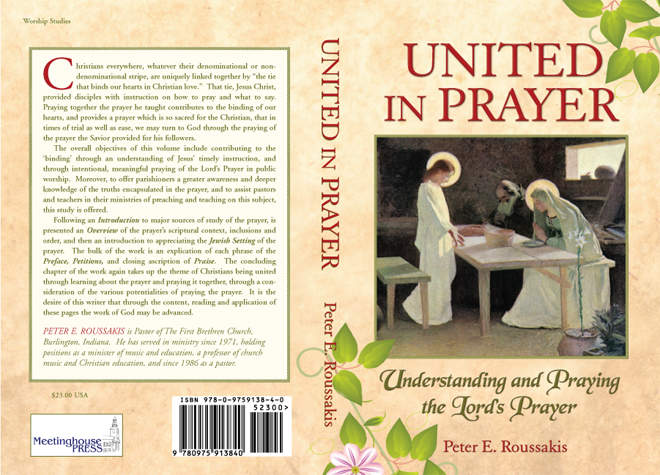 Worship Studies
Christians everywhere, whatever their denominational or non-
denominational stripe, are uniquely linked together by “the tie
that binds our hearts in Christian love.” That tie, Jesus Christ,
provided disciples with instruction on how to pray and what to say.
Praying together the prayer he taught contributes to the binding of our
hearts, and provides a prayer which is so sacred for the Christian, that in
times of trial as well as ease, we may turn to God through the praying of
the prayer the Savior provided for his followers.
The overall objectives of this volume include contributing to the
‘binding’ through an understanding of Jesus’ timely instruction, and
through intentional, meaningful praying of the Lord’s Prayer in public
worship. Moreover, to offer parishioners a greater awareness and deeper
knowledge of the truths encapsulated in the prayer, and to assist pastors
and teachers in their ministries of preaching and teaching on this subject,
this study is offered.
Following an Introduction to major sources of study of the prayer, is
presented an Overview of the prayer’s scriptural context, inclusions and
order, and then an introduction to appreciating the Jewish Setting of the
prayer. The bulk of the work is an explication of each phrase of the
Preface, Petitions, and closing ascription of Praise. The concluding
chapter of the work again takes up the theme of Christians being united
through learning about the prayer and praying it together, through a con-
sideration of the various potentialities of praying the prayer. It is the
desire of this writer that through the content, reading and application of
these pages the work of God may be advanced.
PETER E. ROUSSAKIS is Pastor of The First Brethren Church,
Burlington, Indiana. He has served in ministry since 1971, holding
positions as a minister of music and education, a professor of church
music and Christian education, and since 1986 as a pastor.
$23.00 USA
Meetinghouse
PRESS
ISBN 978-0-9759138-4-0
52300>
9 780975 913840
UNITED IN PRAYER
Peter E. Roussakis
UNITED
IN PRAYER
Understanding and Praying
the Lord’s Prayer
Peter E. Roussakis